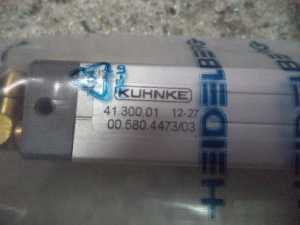 KUHNKE
41.300.01 12-27
00.580.4473/03
HEIDELBERG